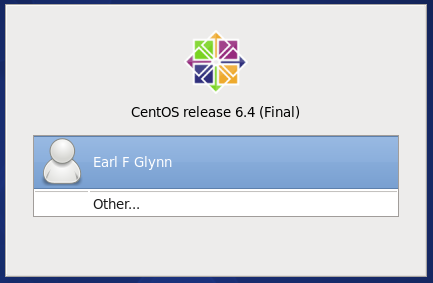 CentOS release 6.4 (Final)
Earl F Glynn
Other...